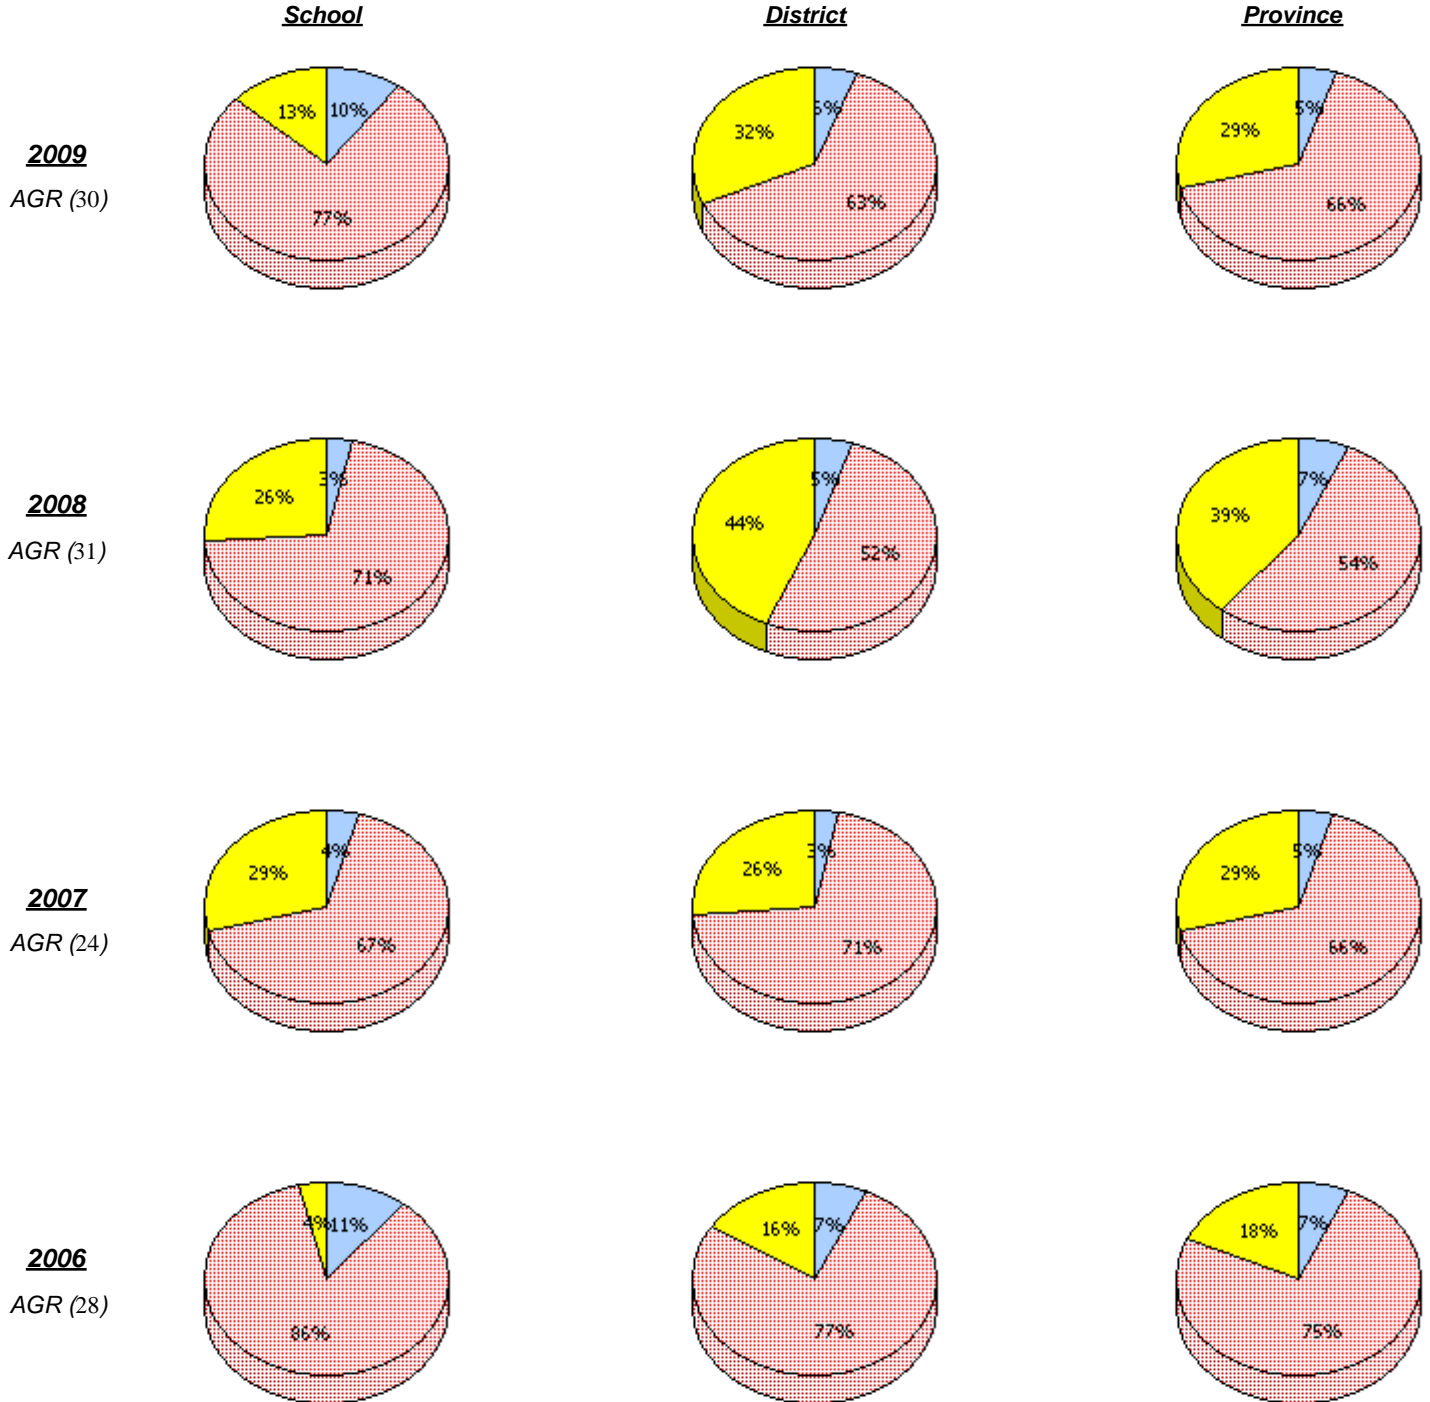 School District Province
13% 10% 32% 5% 29% 5%
2009
AGR (30)
77% 63% 66%
26% 3% 44% 5% 39% 7%
2008
AGR (31)
71% 52% 54%
29% 4% 26% 3% 29% 5%
2007
AGR (24)
67% 71% 66%
4% 11% 16% 7% 18% 7%
2006
AGR (28)
86% 77% 75%